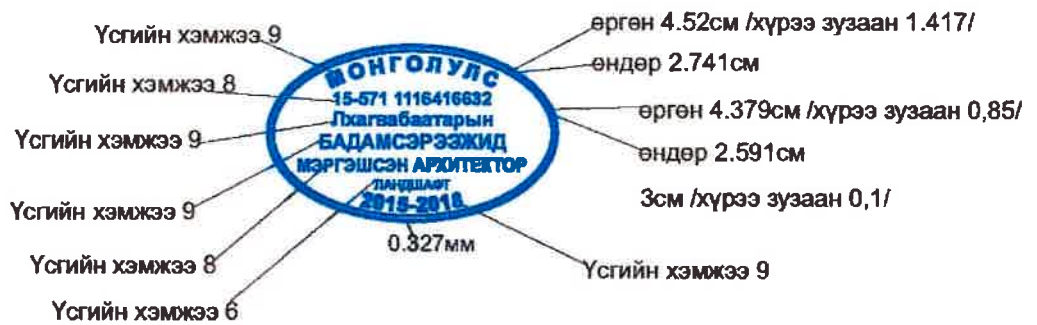 Үсгийн хэмжээ 9
Үсгийн хэмжээ 8
Үсгийн хэмжээ 9
Үсгийн хэмжээ 9
Үсгийн хэмжээ 8
Үсгийн хэмжээ 6
МОНГОЛ УЛС
15-571 1116416632
Лхагвабаатарын
БАДАМСЭРЭЭЖИД
МЭРГЭШСЭН АРХИТЕКТОР
ЛАНДШАФТ
2015-2018
0.327мм
өргөн 4.52см /хүрээ зузаан 1.417/
өндөр 2.741см
өргөн 4.379см /хүрээ зузаан 0,85/
өндөр 2.591см
3см /хүрээ зузаан 0,1/
Үсгийн хэмжээ 9